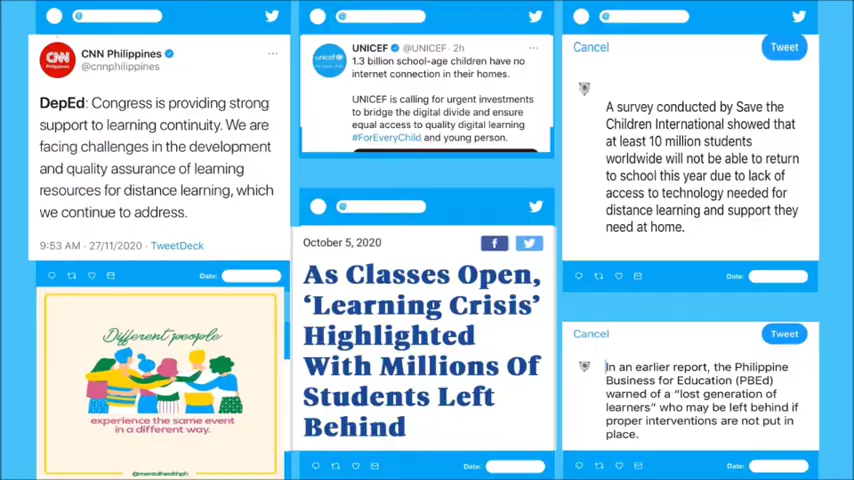 @
CNN
Philippines
CNN Philippines
@cnnphilippines
DepEd: Congress is providing strong
support to learning continuity. We are
facing challenges in the development
and quality assurance of learning
resources for distance learning, which
we continue to address.
9:53 AM · 27/11/2020 · TweetDeck
Date:
Different people
experience the same event
in a different way.
@mentalhealthph
@
unicef
UNICEF @UNICEF · 2h
1.3 billion school-age children have no
internet connection in their homes.
UNICEF is calling for urgent investments
to bridge the digital divide and ensure
equal access to quality digital learning
#ForEveryChild and young person.
@
October 5, 2020
f
As Classes Open,
‘Learning Crisis’
Highlighted
With Millions Of
Students Left
Behind
Date:
@
Cancel
Tweet
A survey conducted by Save the
Children International showed that
at least 10 million students
worldwide will not be able to return
to school this year due to lack of
access to technology needed for
distance learning and support they
need at home.
Date:
Cancel
Tweet
In an earlier report, the Philippine
Business for Education (PBEd)
warned of a “lost generation of
learners” who may be left behind if
proper interventions are not put in
place.
Date: